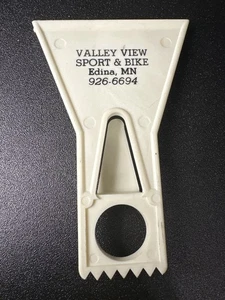 VALLEY VIEW
SPORT & BIKE
Edina, MN
926-6694